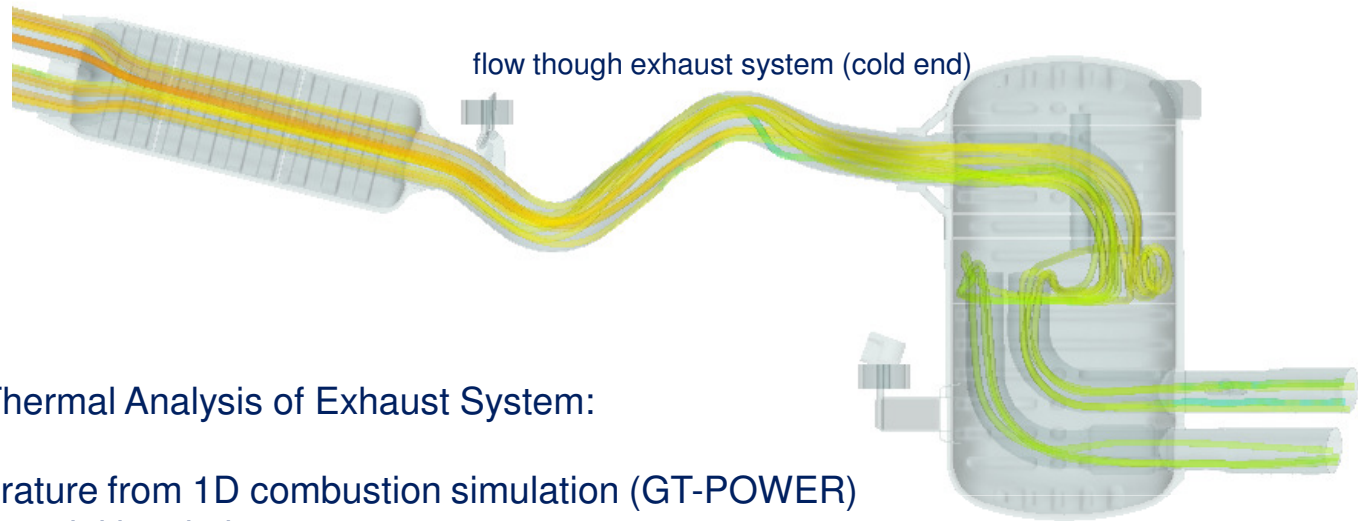 flow though exhaust system (cold end)
Thermal Analysis of Exhaust System:
rature from 1D combustion simulation (GT-POWER)